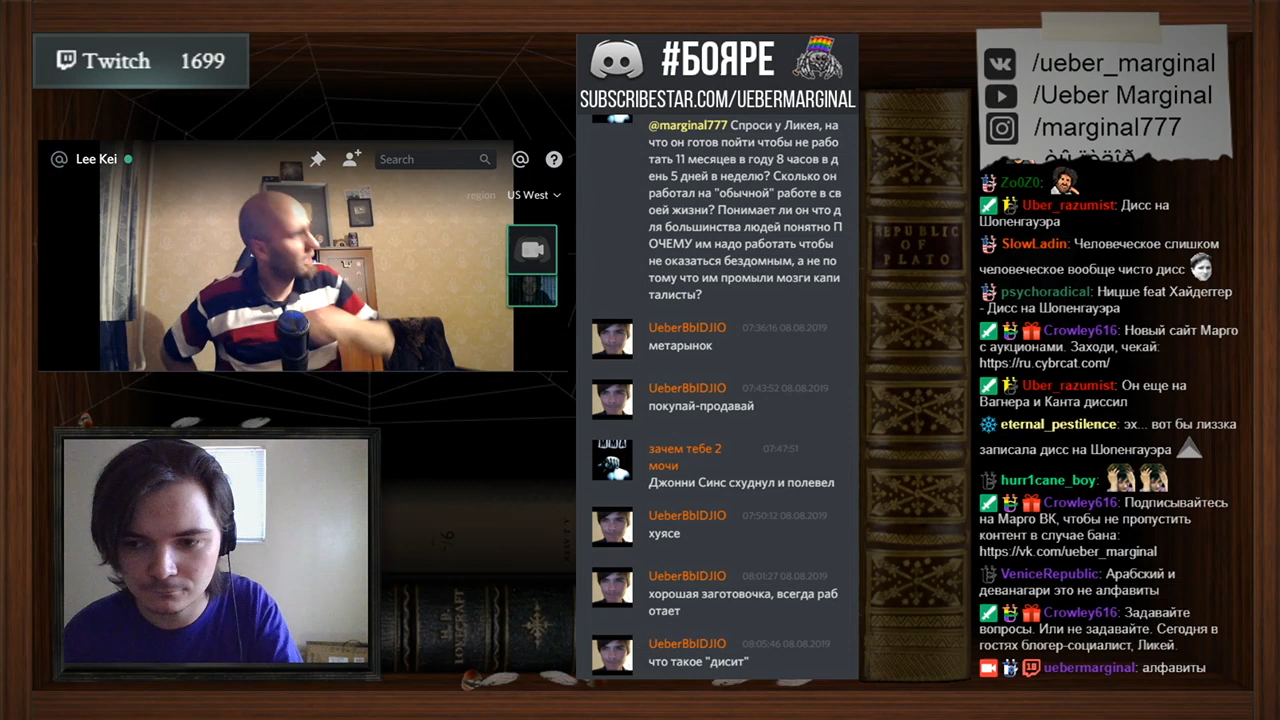 Twitch 1699
Lee Kei
Search
region US West
#БОЯРЕ
SUBSCRIBESTAR.COM/UEBERMARGINAL
@marginal777 Спроси у Ликея, на
что он готов пойти чтобы не рабо
тать 11 месяцев в году 8 часов в д
ень 5 дней в неделю? Сколько он
работал на "обычной" работе в св
оей жизни? Понимает ли он что д
ля большинства людей понятно П
ОЧЕМУ им надо работать чтобы
не оказаться бездомным, а не по
тому что им промыли мозги капи
талисты?
UeberBbIDJIO 07:36:16 08.08.2019
метарынок
UeberBbIDJIO 07:43:52 08.08.2019
покупай-продавай
зачем тебе 2 07:47:51
мочи
Джонни Синс схуднул и полевел
UeberBbIDJIO 07:50:12 08.08.2019
хуясе
UeberBbIDJIO 08:01:27 08.08.2019
хорошая заготовочка, всегда раб
отает
UeberBbIDJIO 08:05:46 08.08.2019
что такое "дисит"
REPUBLIC
OF
PLATO
H.P.
LOVECRAFT
/ueber_marginal
/Ueber Marginal
/marginal777
Zo0Z0:
Uber_razumist: Дисс на
Шопенгауэра
SlowLadin: Человеческое слишком
человеческое вообще чисто дисс
psychoradical: Ницше feat Хайдеггер
- Дисс на Шопенгауэра
Crowley616: Новый сайт Марго
с аукционами. Заходи, чекай:
https://ru.cybrcat.com/
Uber_razumist: Он еще на
Вагнера и Канта диссил
eternal_pestilence: эх... вот бы лиззка
записала дисс на Шопенгауэра
hurr1cane_boy:
Crowley616: Подписывайтесь
на Марго ВК, чтобы не пропустить
контент в случае бана:
https://vk.com/ueber_marginal
VeniceRepublic: Арабский и
деванагари это не алфавиты
Crowley616: Задавайте
вопросы. Или не задавайте. Сегодня в
гостях блогер-социалист, Ликей.
uebermarginal: алфавиты